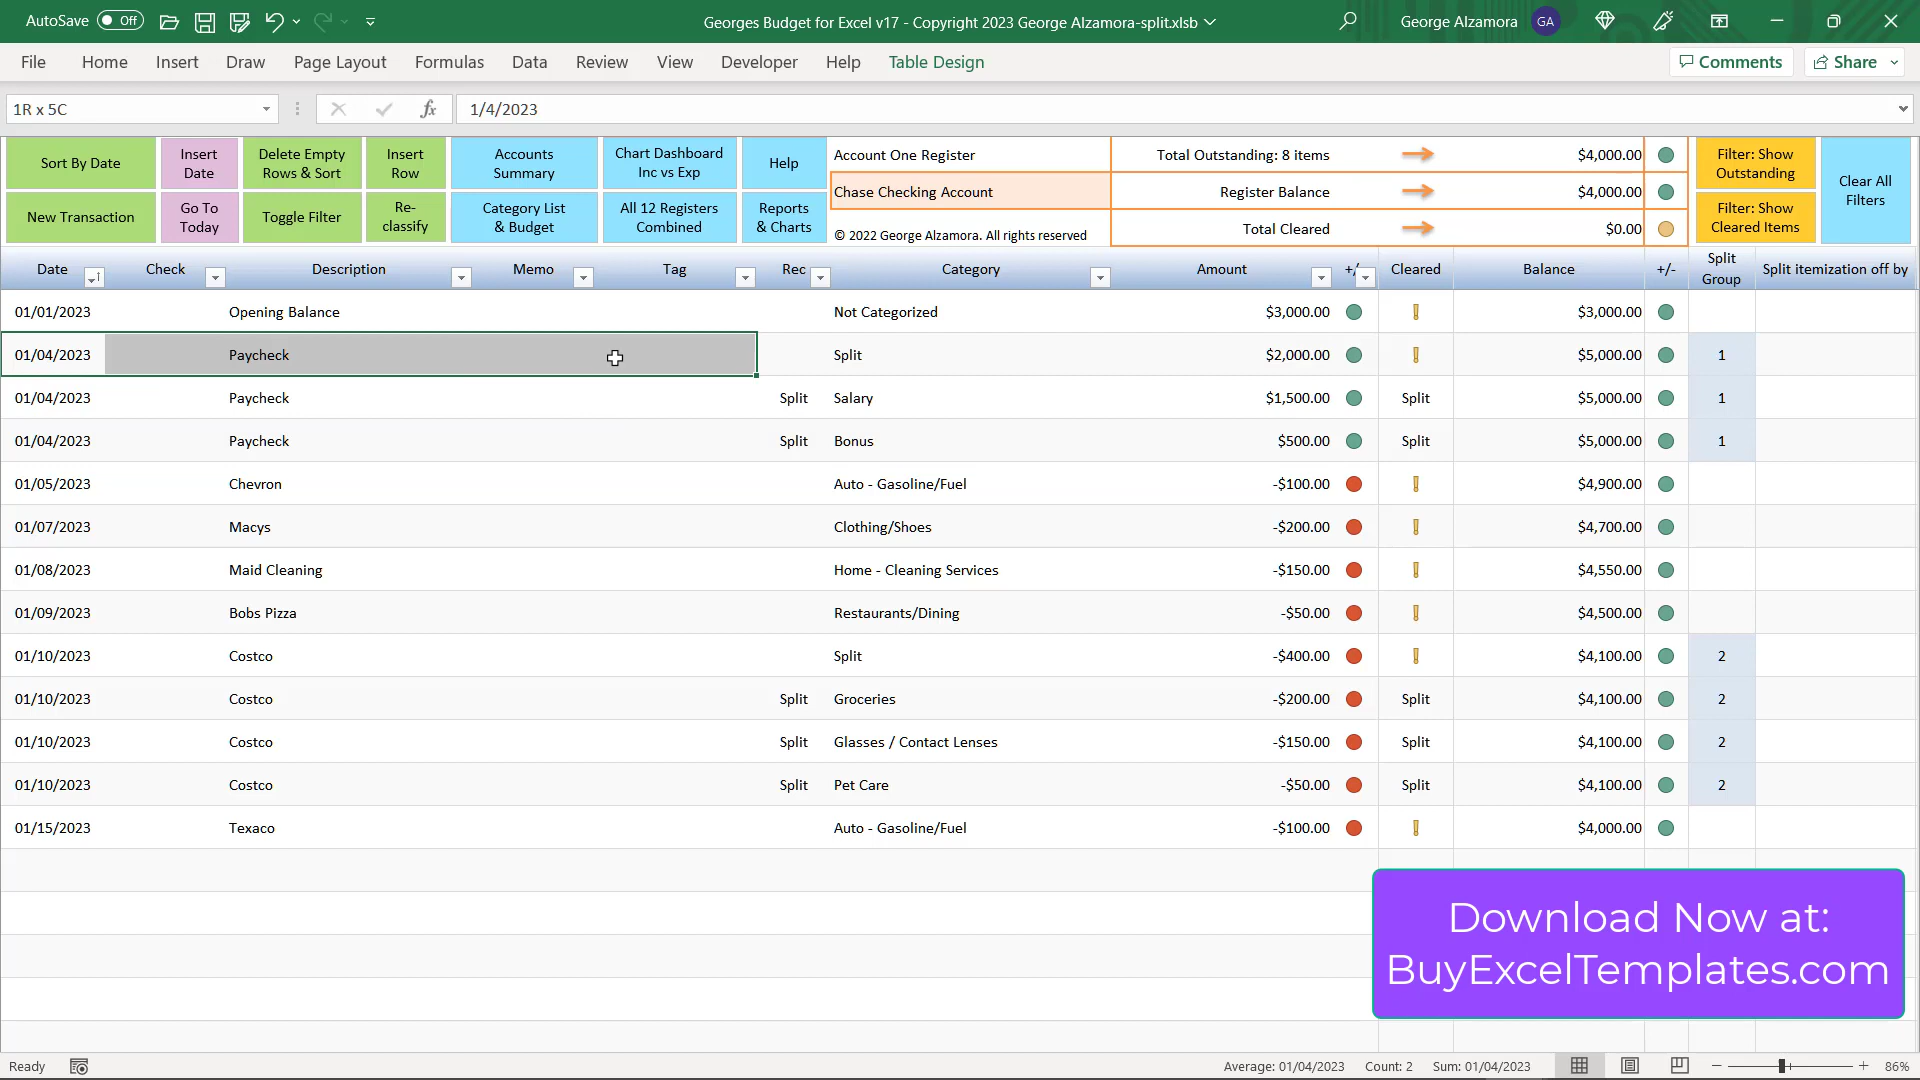 AutoSave Off Georges Budget for Excel v17 - Copyright 2023 George Alzamora-split.xlsb George Alzamora GA
File Home Insert Draw Page Layout Formulas Data Review View Developer Help Table Design Comments Share
1R x 5C fx 1/4/2023
Sort By Date
Insert Date
Delete Empty Rows & Sort
Insert Row
Accounts Summary
Chart Dashboard Inc vs Exp
Help
Account One Register
Total Outstanding: 8 items $4,000.00
Filter: Show Outstanding
Clear All Filters
New Transaction
Go To Today
Toggle Filter
Re-classify
Category List & Budget
All 12 Registers Combined
Reports & Charts
Chase Checking Account
Register Balance $4,000.00
Filter: Show Cleared Items
© 2022 George Alzamora. All rights reserved
Total Cleared $0.00
Date Check Description Memo Tag Rec Category Amount +/- Cleared Balance +/- Split Group Split itemization off by
01/01/2023 Opening Balance Not Categorized $3,000.00 $3,000.00
01/04/2023 Paycheck Split $2,000.00 $5,000.00 1
01/04/2023 Paycheck Split Salary $1,500.00 Split $5,000.00 1
01/04/2023 Paycheck Split Bonus $500.00 Split $5,000.00 1
01/05/2023 Chevron Auto - Gasoline/Fuel -$100.00 $4,900.00
01/07/2023 Macys Clothing/Shoes -$200.00 $4,700.00
01/08/2023 Maid Cleaning Home - Cleaning Services -$150.00 $4,550.00
01/09/2023 Bobs Pizza Restaurants/Dining -$50.00 $4,500.00
01/10/2023 Costco Split -$400.00 $4,100.00 2
01/10/2023 Costco Split Groceries -$200.00 Split $4,100.00 2
01/10/2023 Costco Split Glasses / Contact Lenses -$150.00 Split $4,100.00 2
01/10/2023 Costco Split Pet Care -$50.00 Split $4,100.00 2
01/15/2023 Texaco Auto - Gasoline/Fuel -$100.00 $4,000.00
Download Now at:
BuyExcelTemplates.com
Ready Average: 01/04/2023 Count: 2 Sum: 01/04/2023 86%